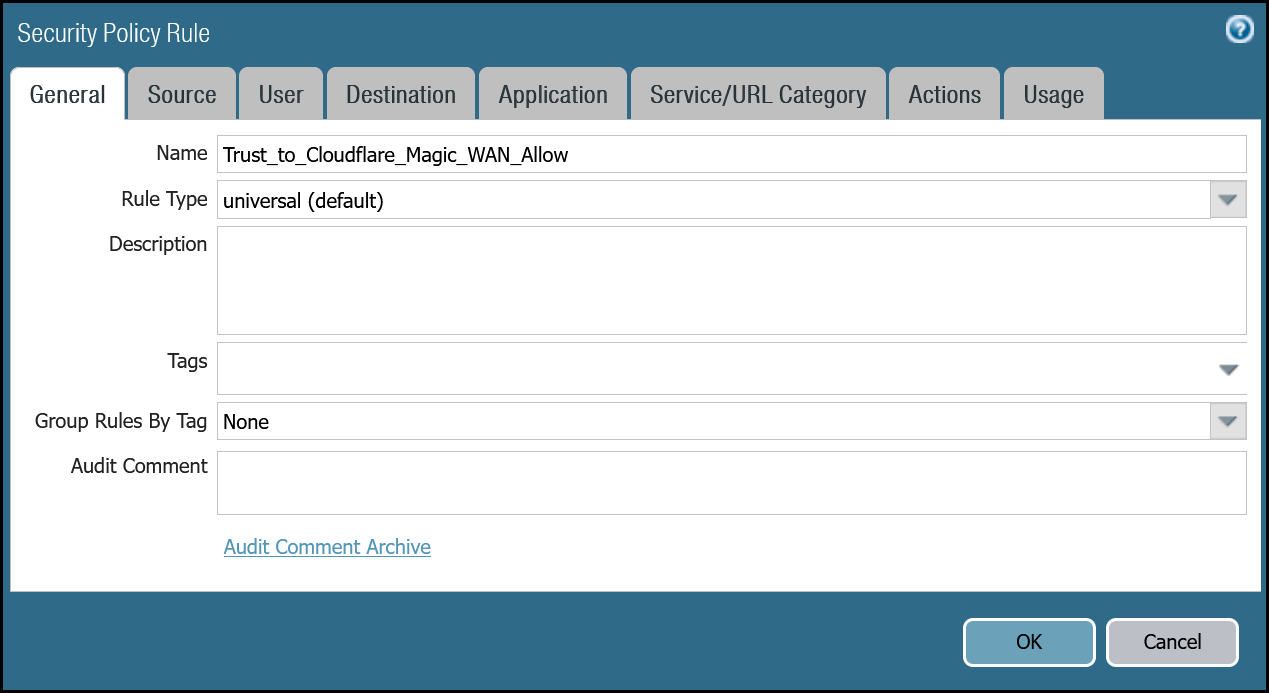 Security Policy Rule
General Source User Destination Application Service/URL Category Actions Usage
Name Trust_to_Cloudflare_Magic_WAN_Allow
Rule Type universal (default)
Description
Tags
Group Rules By Tag None
Audit Comment
Audit Comment Archive
OK Cancel